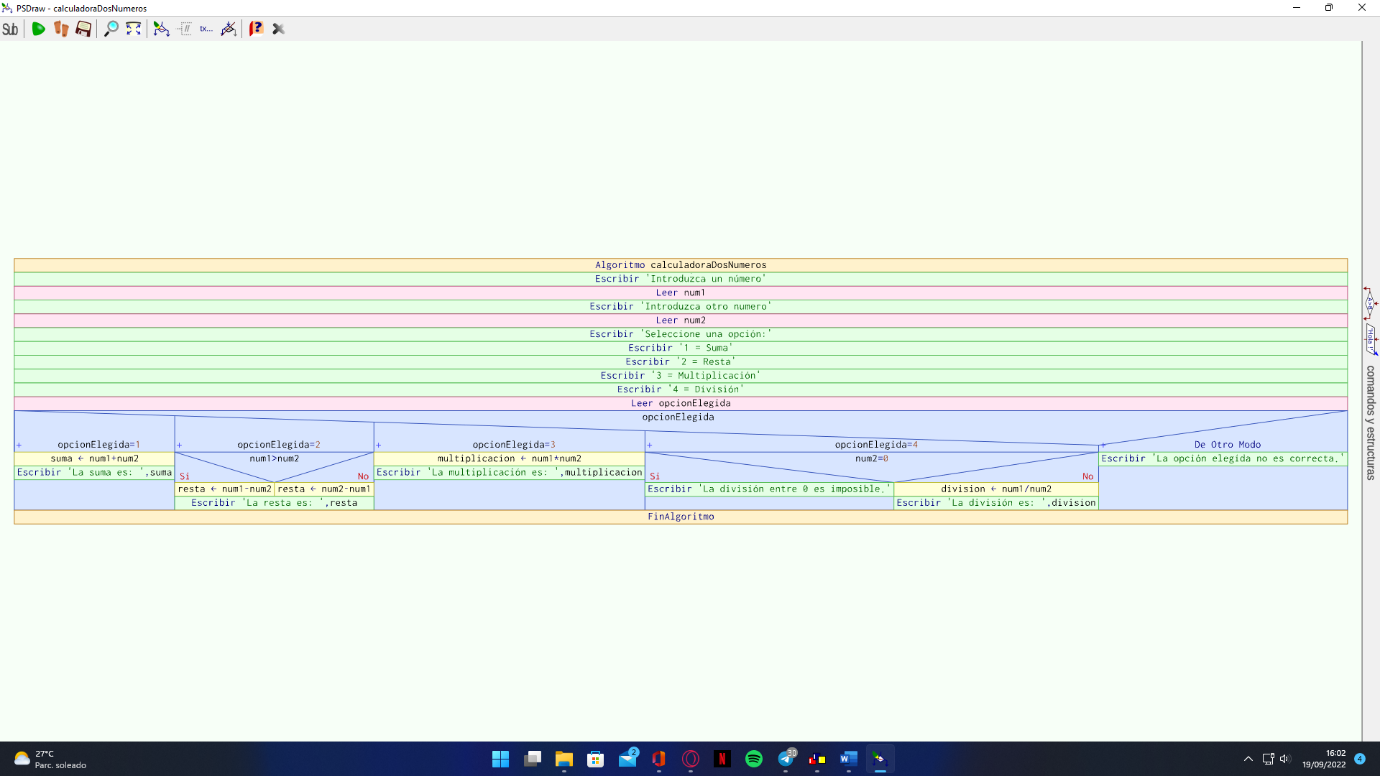 PSDraw - calculadoraDosNumeros
Sub
tx...
Algoritmo calculadoraDosNumeros
Escribir 'Introduzca un número'
Leer num1
Escribir 'Introduzca otro numero'
Leer num2
Escribir 'Seleccione una opción:'
Escribir '1 = Suma'
Escribir '2 = Resta'
Escribir '3 = Multiplicación'
Escribir '4 = División'
Leer opcionElegida
opcionElegida
+ opcionElegida=1 + opcionElegida=2 + opcionElegida=3 + opcionElegida=4 + De Otro Modo
suma ← num1+num2 num1>num2 multiplicacion ← num1*num2 num2=0 Escribir 'La opción elegida no es correcta.'
Escribir 'La suma es: ',suma Si No Escribir 'La multiplicación es: ',multiplicacion Si No
resta ← num1-num2 resta ← num2-num1 Escribir 'La división entre 0 es imposible.' division ← num1/num2
Escribir 'La resta es: ',resta Escribir 'La división es: ',division
FinAlgoritmo
comandos y estructuras
27°C
Parc. soleado
2
30
16:02
19/09/2022
4